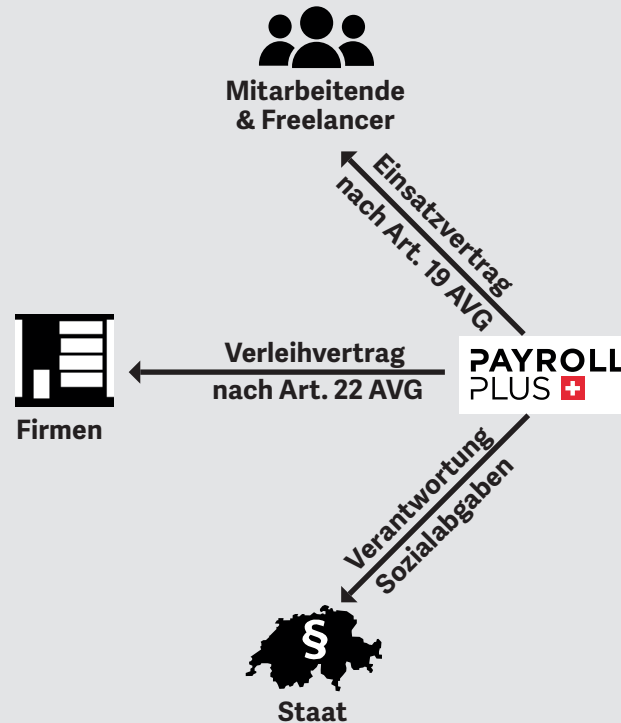 Mitarbeitende
& Freelancer
Einsatzvertrag
nach Art. 19 AVG
Verleihvertrag
nach Art. 22 AVG
PAYROLL
PLUS
Firmen
Verantwortung
Sozialabgaben
§
Staat